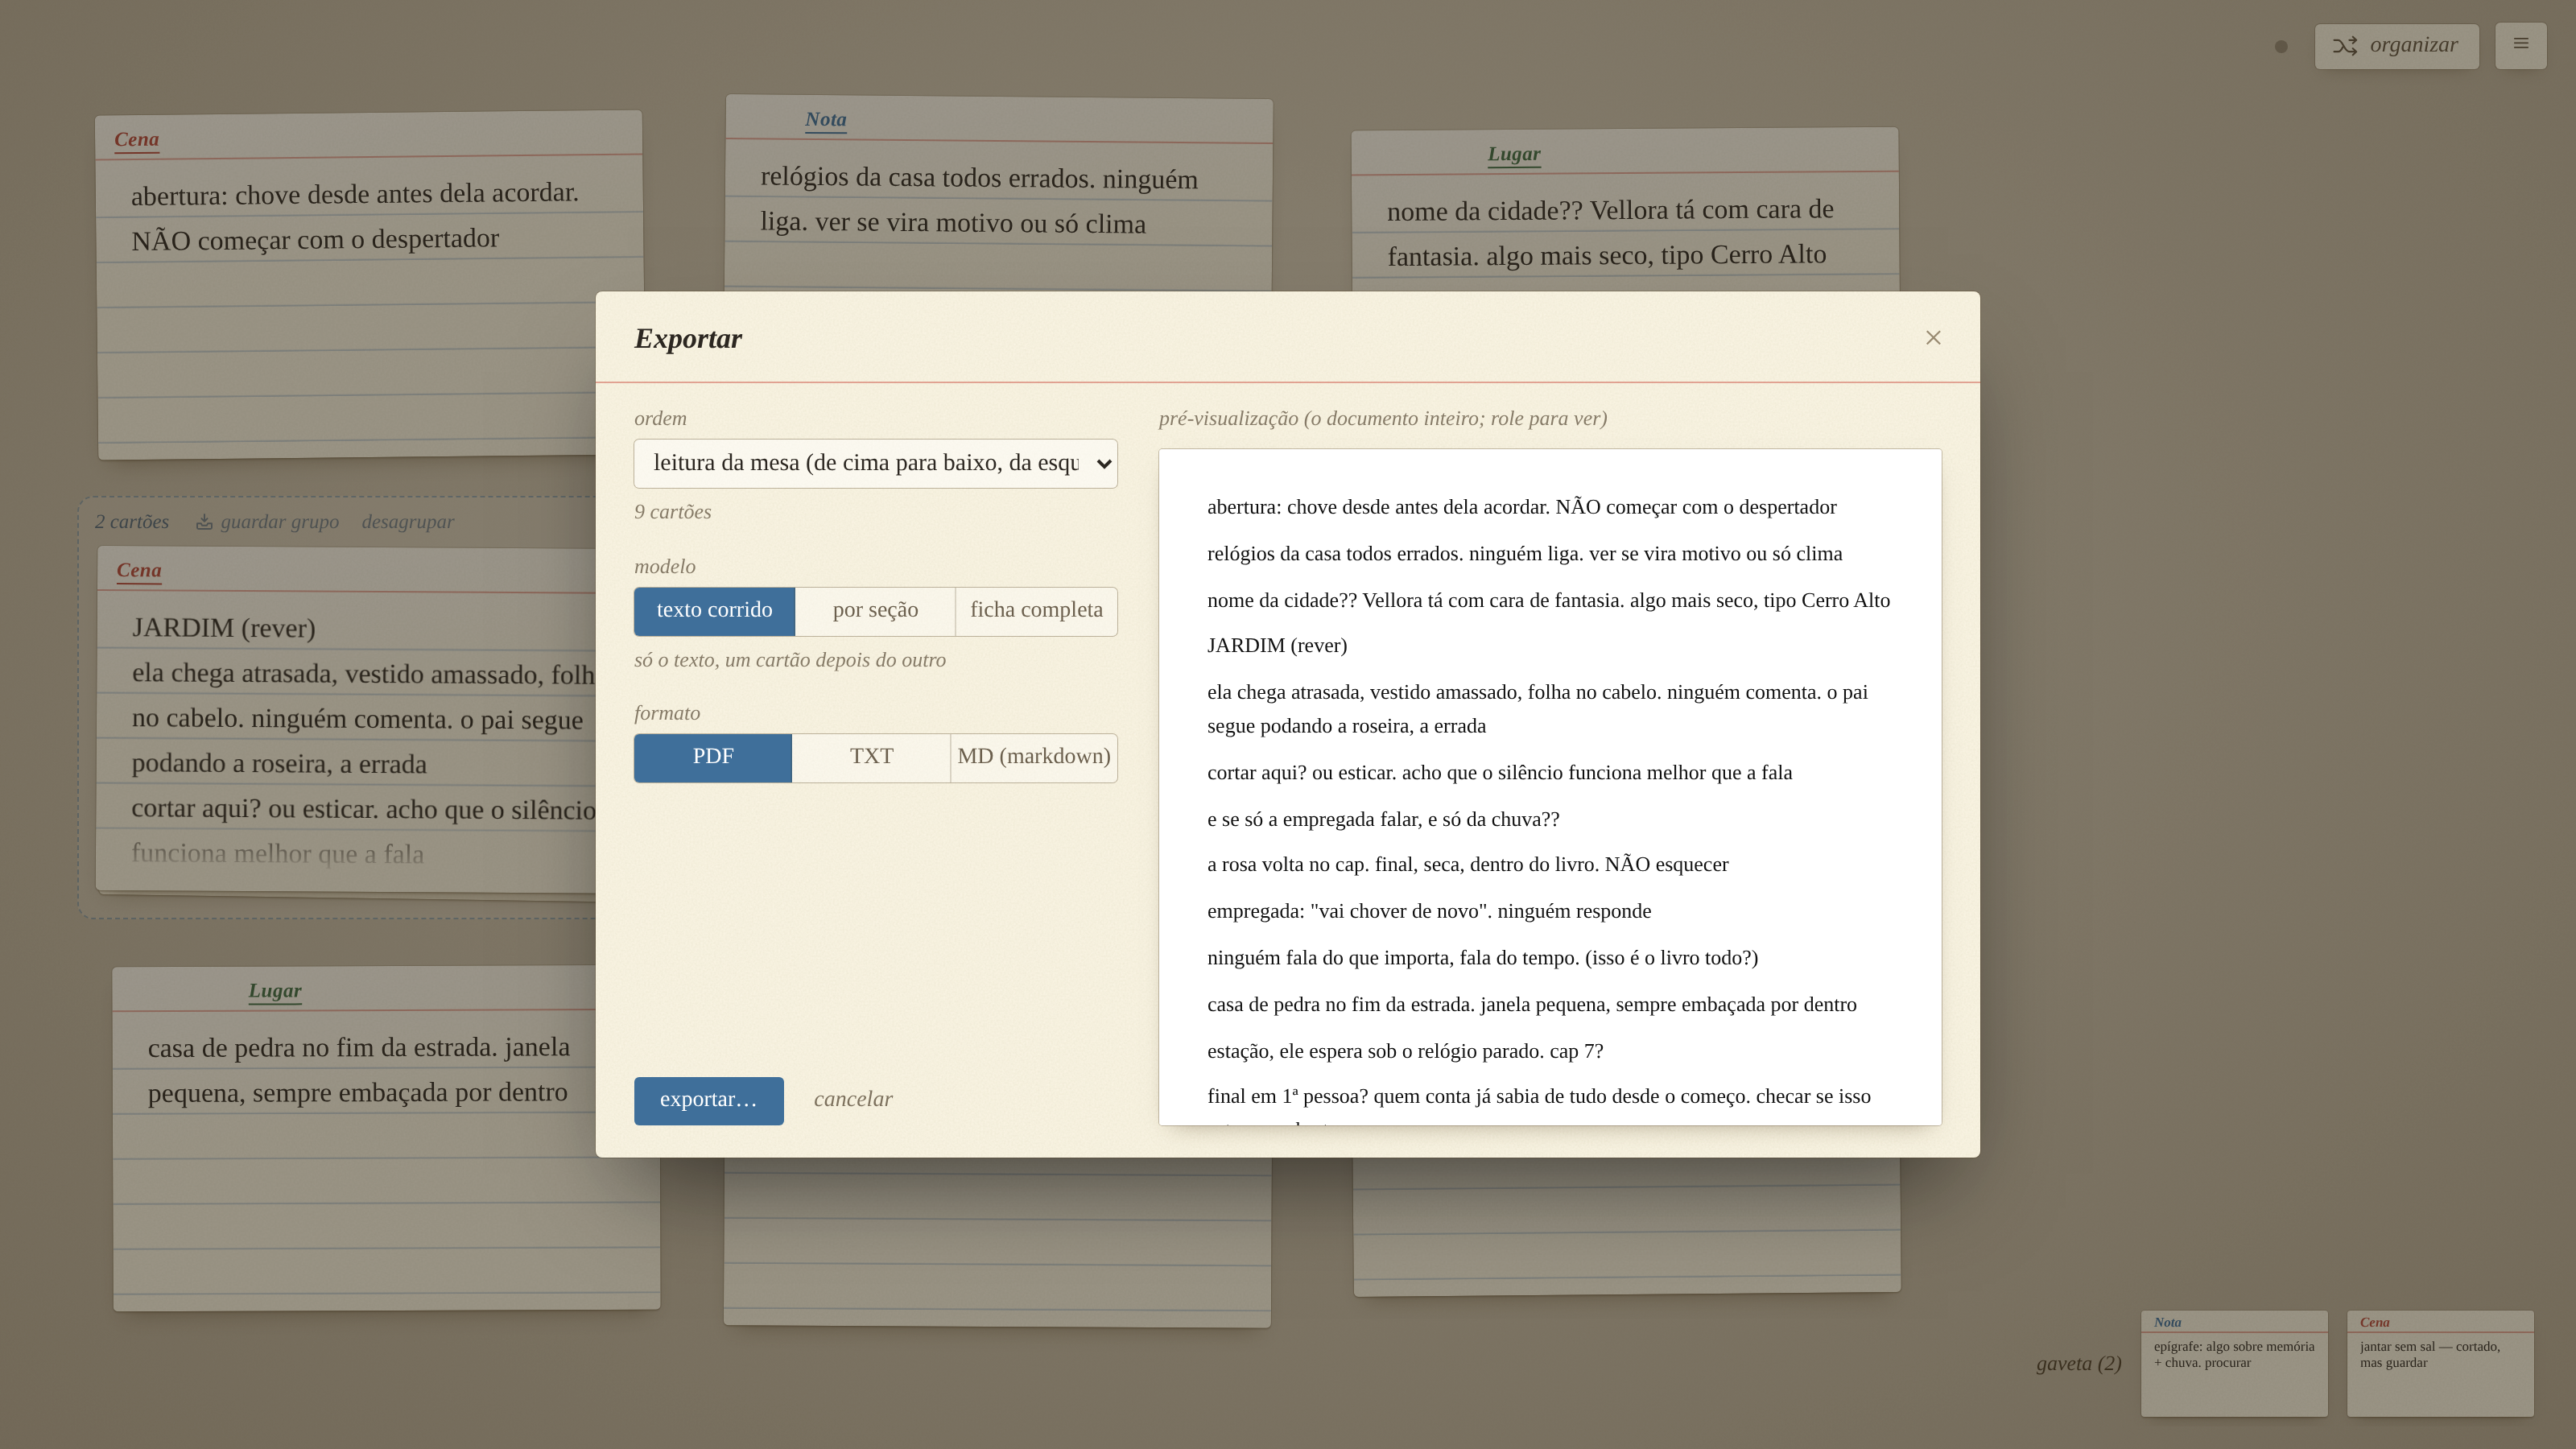 organizar
Cena
abertura: chove desde antes dela acordar.
NÃO começar com o despertador
Nota
relógios da casa todos errados. ninguém
liga. ver se vira motivo ou só clima
Lugar
nome da cidade?? Vellora tá com cara de
fantasia. algo mais seco, tipo Cerro Alto
2 cartões
guardar grupo
desagrupar
Cena
JARDIM (rever)
ela chega atrasada, vestido amassado, folh
no cabelo. ninguém comenta. o pai segue
podando a roseira, a errada
cortar aqui? ou esticar. acho que o silêncio
funciona melhor que a fala
Lugar
casa de pedra no fim da estrada. janela
pequena, sempre embaçada por dentro
Exportar
ordem
leitura da mesa (de cima para baixo, da esqu
9 cartões
modelo
texto corrido
por seção
ficha completa
só o texto, um cartão depois do outro
formato
PDF
TXT
MD (markdown)
exportar…
cancelar
pré-visualização (o documento inteiro; role para ver)
abertura: chove desde antes dela acordar. NÃO começar com o despertador
relógios da casa todos errados. ninguém liga. ver se vira motivo ou só clima
nome da cidade?? Vellora tá com cara de fantasia. algo mais seco, tipo Cerro Alto
JARDIM (rever)
ela chega atrasada, vestido amassado, folha no cabelo. ninguém comenta. o pai
segue podando a roseira, a errada
cortar aqui? ou esticar. acho que o silêncio funciona melhor que a fala
e se só a empregada falar, e só da chuva??
a rosa volta no cap. final, seca, dentro do livro. NÃO esquecer
empregada: "vai chover de novo". ninguém responde
ninguém fala do que importa, fala do tempo. (isso é o livro todo?)
casa de pedra no fim da estrada. janela pequena, sempre embaçada por dentro
estação, ele espera sob o relógio parado. cap 7?
final em 1ª pessoa? quem conta já sabia de tudo desde o começo. checar se isso
gaveta (2)
Nota
epígrafe: algo sobre memória
+ chuva. procurar
Cena
jantar sem sal — cortado,
mas guardar